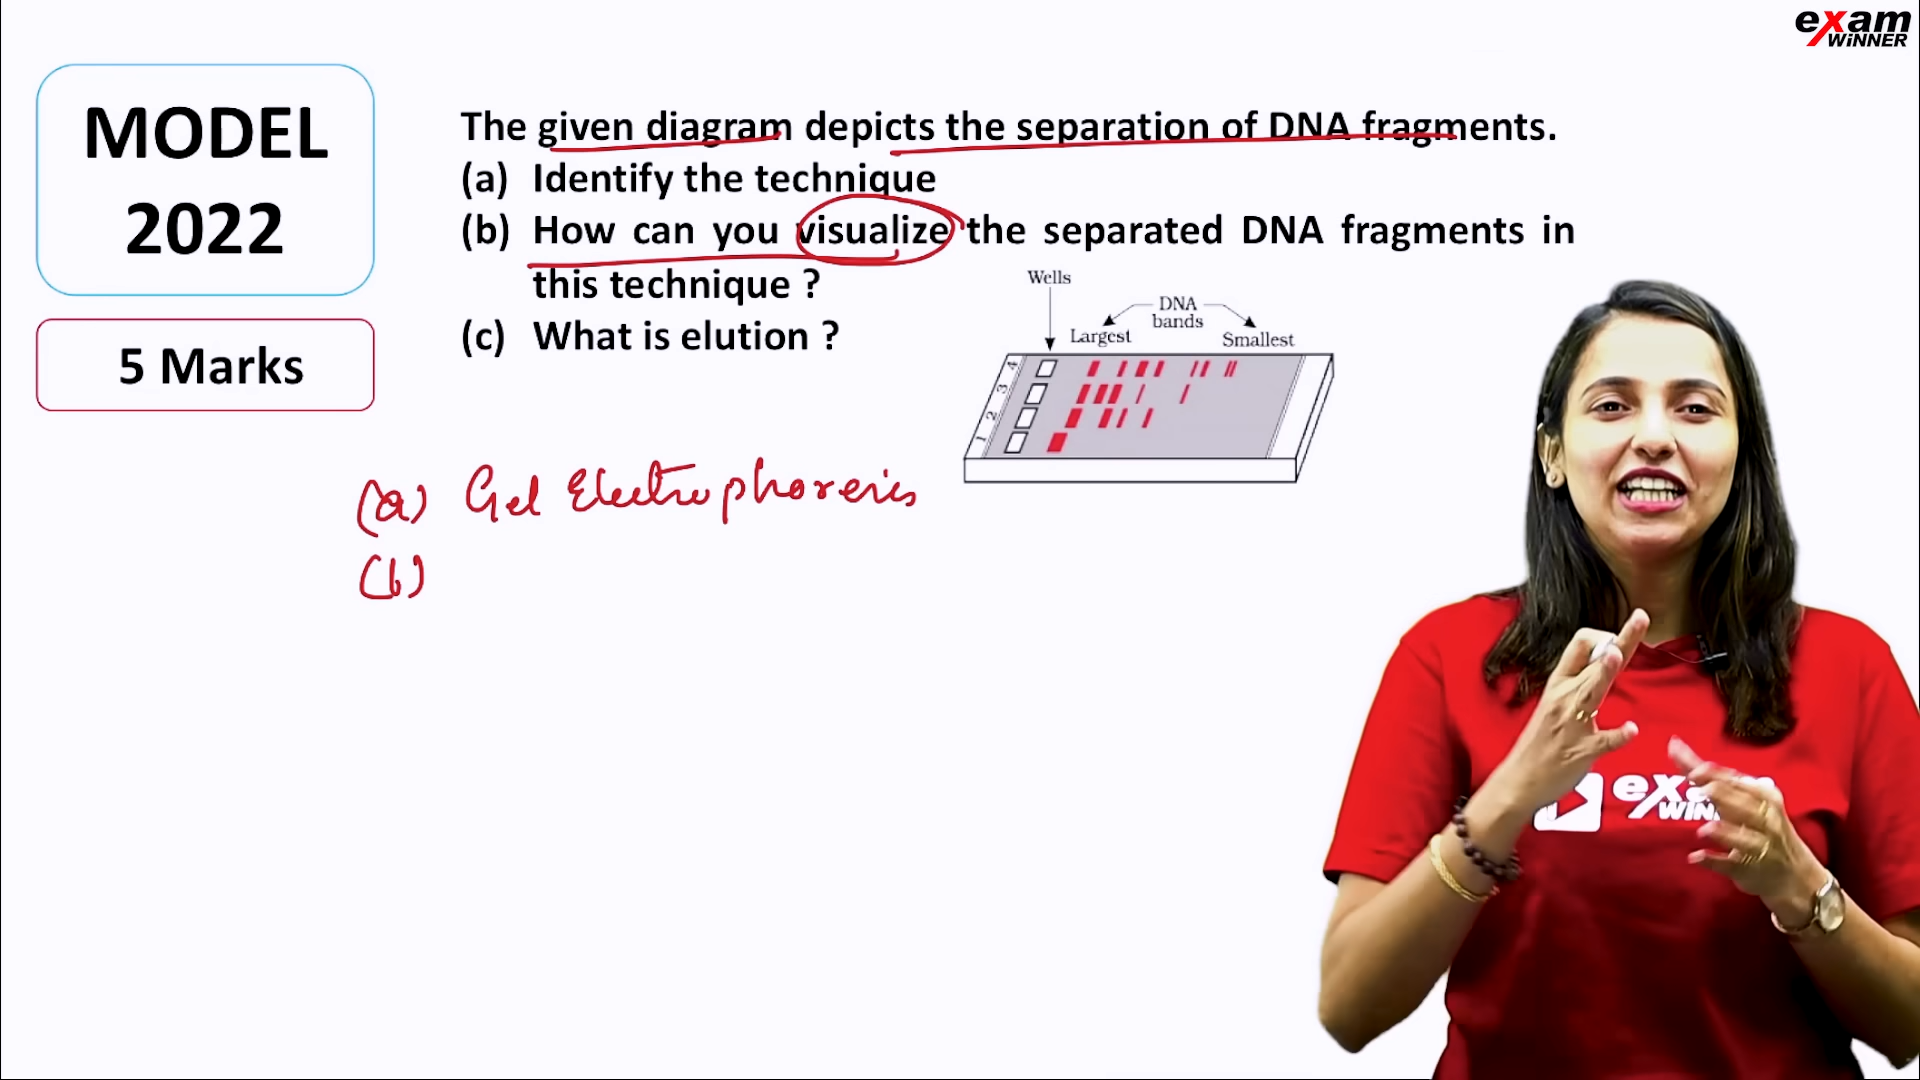 exam
WiNNER
MODEL
2022
5 Marks
The given diagram depicts the separation of DNA fragments.
(a) Identify the technique
(b) How can you visualize the separated DNA fragments in
this technique ?
(c) What is elution ?
Wells
DNA
bands
Largest
Smallest
4
3
2
1
(a) Gel Electrophoresis
(b)
exam
WIN